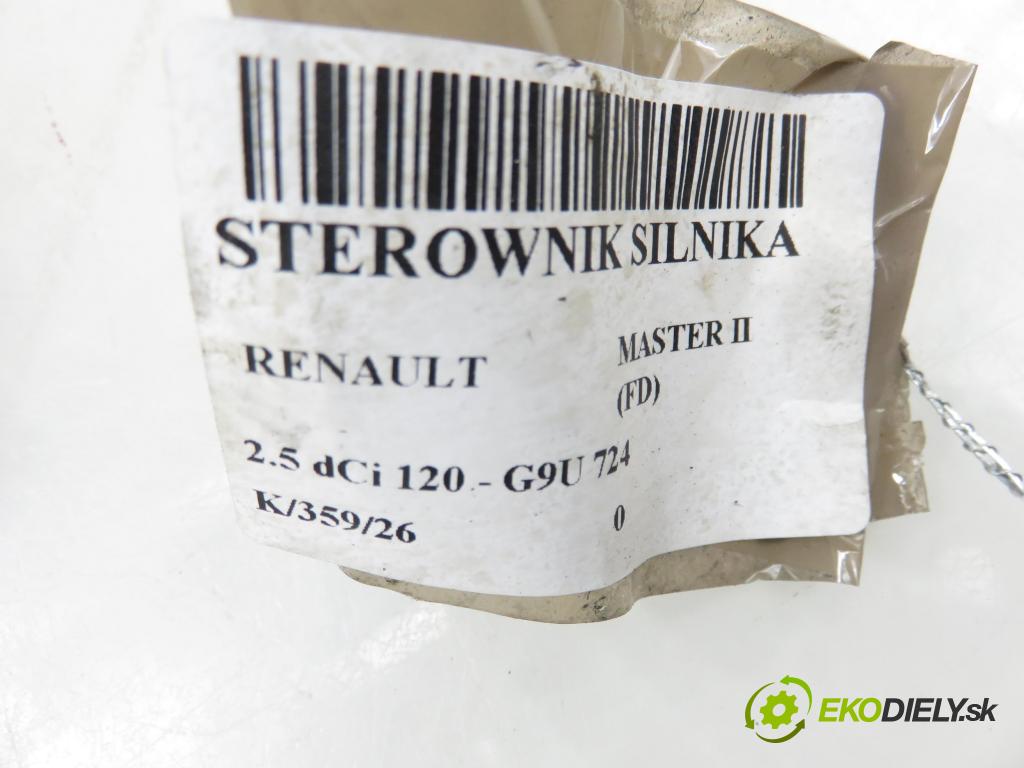 STEROWNIK SILNIKA
RENAULT
MASTER II
(FD)
2.5 dCi 120 - G9U 724
K/359/26
0
EKODIELY.sk